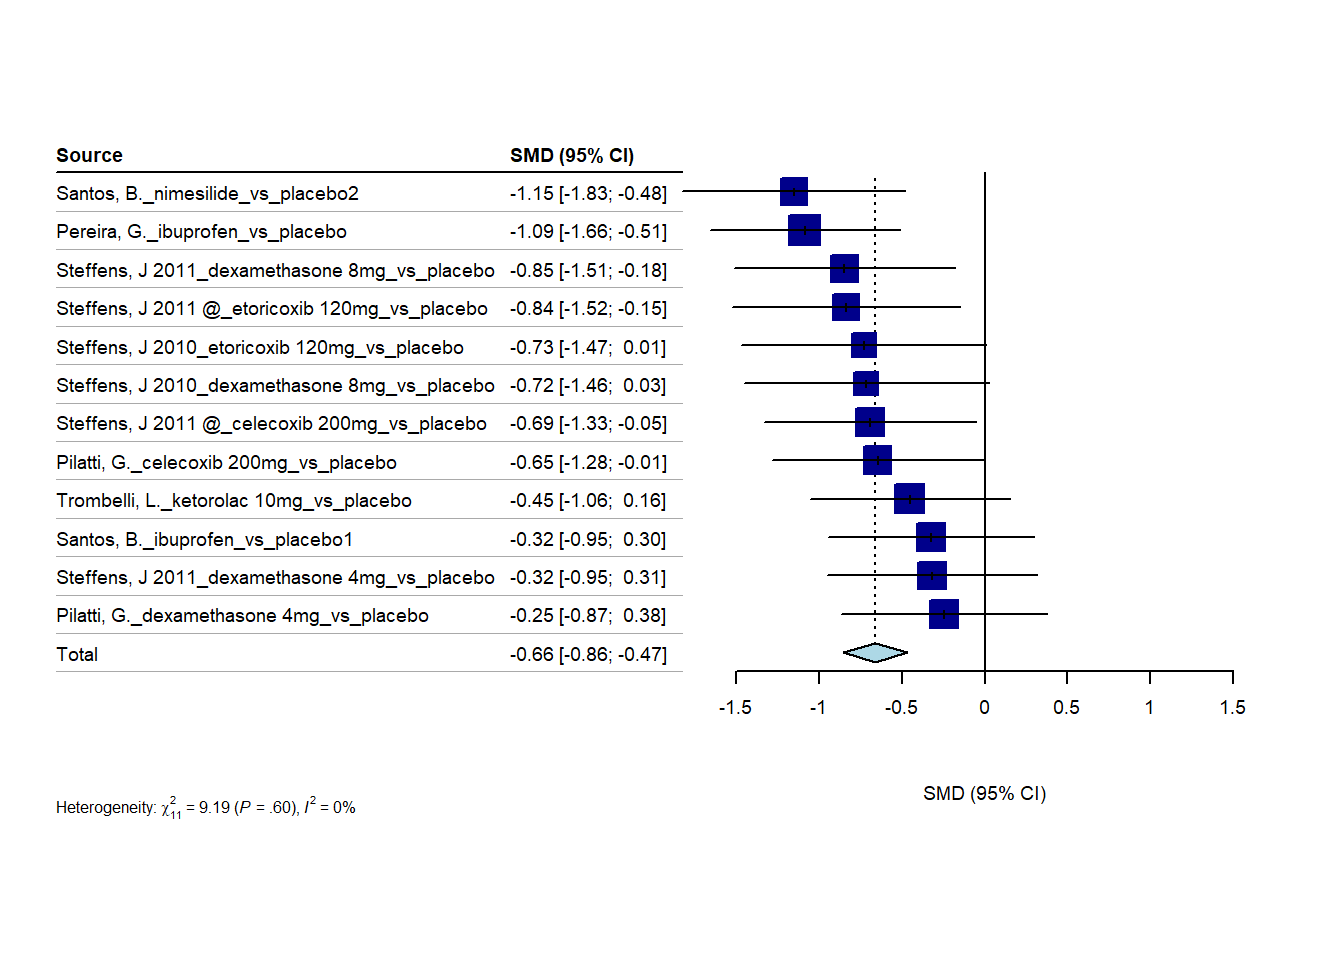 Source SMD (95% CI)
Santos, B._nimesilide_vs_placebo2 -1.15 [-1.83; -0.48]
Pereira, G._ibuprofen_vs_placebo -1.09 [-1.66; -0.51]
Steffens, J 2011_dexamethasone 8mg_vs_placebo -0.85 [-1.51; -0.18]
Steffens, J 2011 @_etoricoxib 120mg_vs_placebo -0.84 [-1.52; -0.15]
Steffens, J 2010_etoricoxib 120mg_vs_placebo -0.73 [-1.47; 0.01]
Steffens, J 2010_dexamethasone 8mg_vs_placebo -0.72 [-1.46; 0.03]
Steffens, J 2011 @_celecoxib 200mg_vs_placebo -0.69 [-1.33; -0.05]
Pilatti, G._celecoxib 200mg_vs_placebo -0.65 [-1.28; -0.01]
Trombelli, L._ketorolac 10mg_vs_placebo -0.45 [-1.06; 0.16]
Santos, B._ibuprofen_vs_placebo1 -0.32 [-0.95; 0.30]
Steffens, J 2011_dexamethasone 4mg_vs_placebo -0.32 [-0.95; 0.31]
Pilatti, G._dexamethasone 4mg_vs_placebo -0.25 [-0.87; 0.38]
Total -0.66 [-0.86; -0.47]
-1.5 -1 -0.5 0 0.5 1 1.5
SMD (95% CI)
Heterogeneity: χ²₁₁ = 9.19 (P = .60), I² = 0%